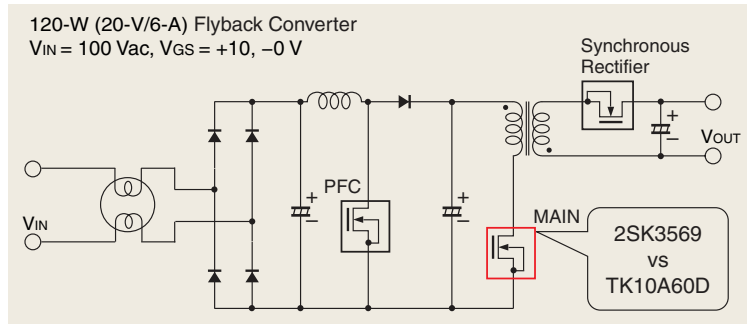 120-W (20-V/6-A) Flyback Converter
VIN = 100 Vac, VGS = +10, −0 V
Synchronous
Rectifier
+
−
VOUT
PFC
+
−
+
−
VIN
MAIN
2SK3569
vs
TK10A60D